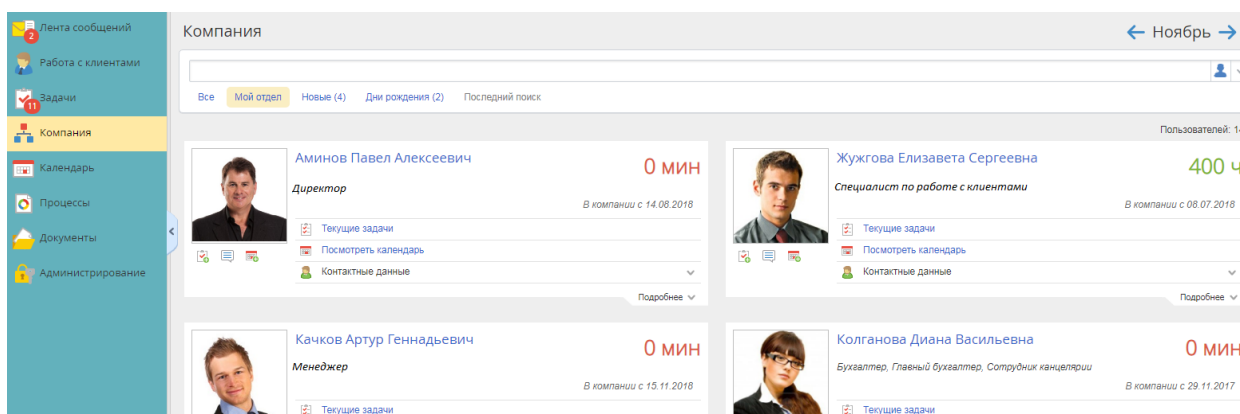 Лента сообщений
2
Работа с клиентами
Задачи
11
Компания
Календарь
Процессы
Документы
Администрирование
Компания
Ноябрь
Все Мой отдел Новые (4) Дни рождения (2) Последний поиск
Пользователей: 14
Аминов Павел Алексеевич
0 мин
Директор
В компании с 14.08.2018
Текущие задачи
Посмотреть календарь
Контактные данные
Подробнее
Жужгова Елизавета Сергеевна
400 ч
Специалист по работе с клиентами
В компании с 08.07.2018
Текущие задачи
Посмотреть календарь
Контактные данные
Подробнее
Качков Артур Геннадьевич
0 мин
Менеджер
В компании с 15.11.2018
Текущие задачи
Колганова Диана Васильевна
0 мин
Бухгалтер, Главный бухгалтер, Сотрудник канцелярии
В компании с 29.11.2017
Текущие задачи